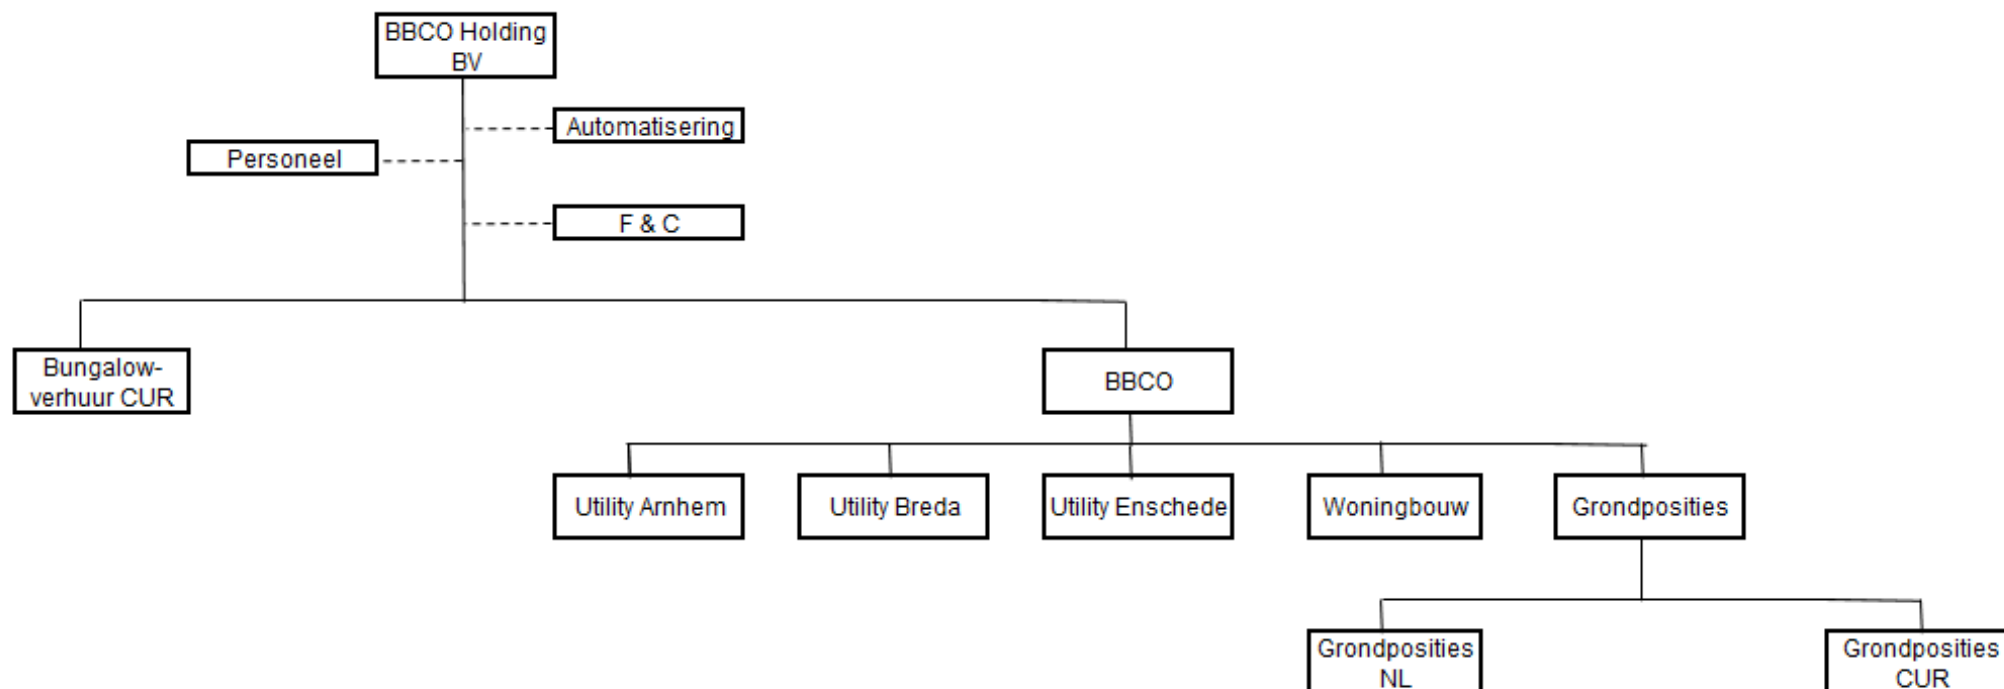 BBCO Holding
BV
Automatisering
Personeel
F & C
Bungalow-
verhuur CUR
BBCO
Utility Arnhem
Utility Breda
Utility Enschede
Woningbouw
Grondposities
Grondposities
NL
Grondposities
CUR